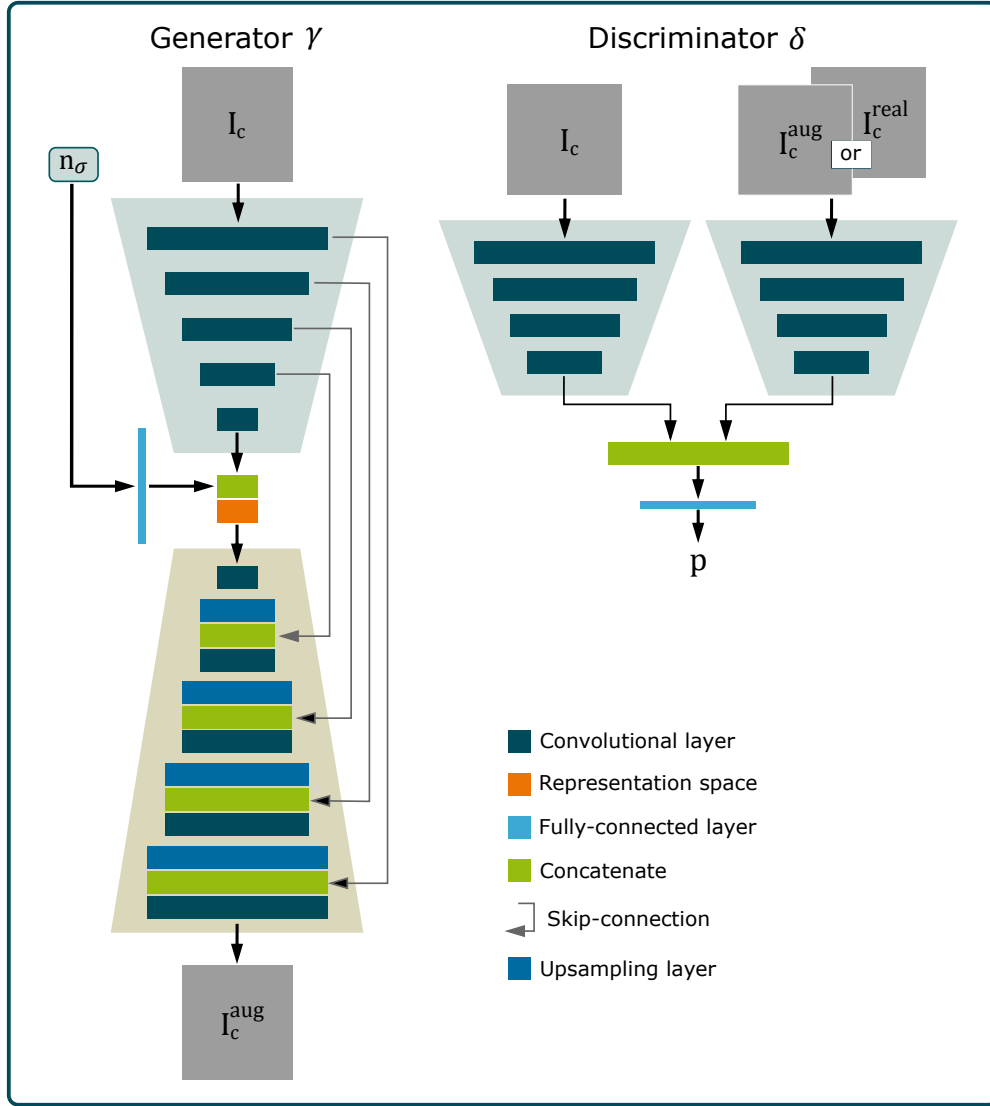 Generator γ
I_c
n_σ
I_c^aug
Discriminator δ
I_c
I_c^aug
or
I_c^real
p
Convolutional layer
Representation space
Fully-connected layer
Concatenate
Skip-connection
Upsampling layer